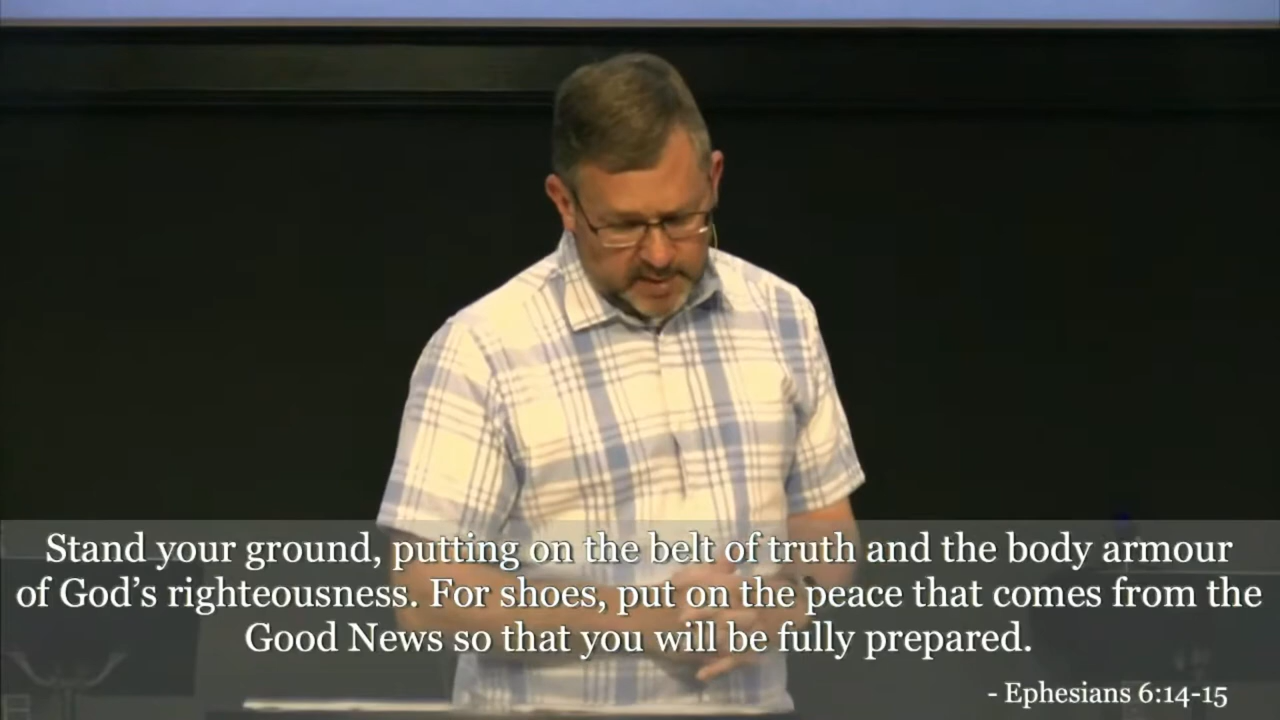 Stand your ground, putting on the belt of truth and the body armour
of God’s righteousness. For shoes, put on the peace that comes from the
Good News so that you will be fully prepared.
- Ephesians 6:14-15